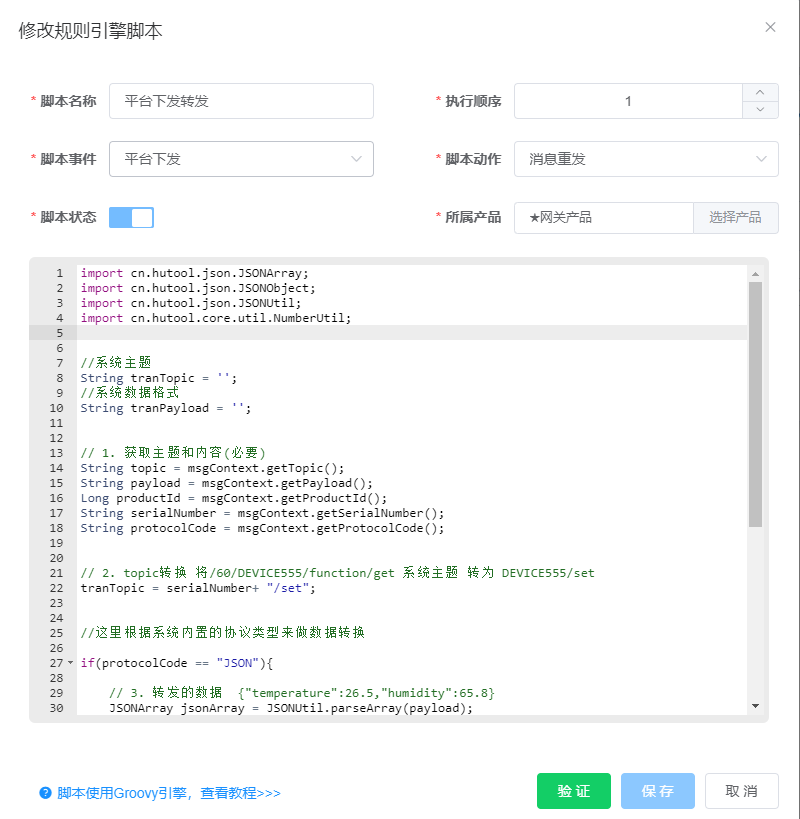 修改规则引擎脚本
* 脚本名称 平台下发转发 * 执行顺序 1
* 脚本事件 平台下发 * 脚本动作 消息重发
* 脚本状态 * 所属产品 ★网关产品 选择产品
1 import cn.hutool.json.JSONArray;
2 import cn.hutool.json.JSONObject;
3 import cn.hutool.json.JSONUtil;
4 import cn.hutool.core.util.NumberUtil;
5
6
7 //系统主题
8 String tranTopic = '';
9 //系统数据格式
10 String tranPayload = '';
11
12
13 // 1. 获取主题和内容(必要)
14 String topic = msgContext.getTopic();
15 String payload = msgContext.getPayload();
16 Long productId = msgContext.getProductId();
17 String serialNumber = msgContext.getSerialNumber();
18 String protocolCode = msgContext.getProtocolCode();
19
20
21 // 2. topic转换 将/60/DEVICE555/function/get 系统主题 转为 DEVICE555/set
22 tranTopic = serialNumber+ "/set";
23
24
25 //这里根据系统内置的协议类型来做数据转换
26
27 if(protocolCode == "JSON"){
28
29 // 3. 转发的数据 {"temperature":26.5,"humidity":65.8}
30 JSONArray jsonArray = JSONUtil.parseArray(payload);
脚本使用Groovy引擎，查看教程>>>
验 证 保 存 取 消